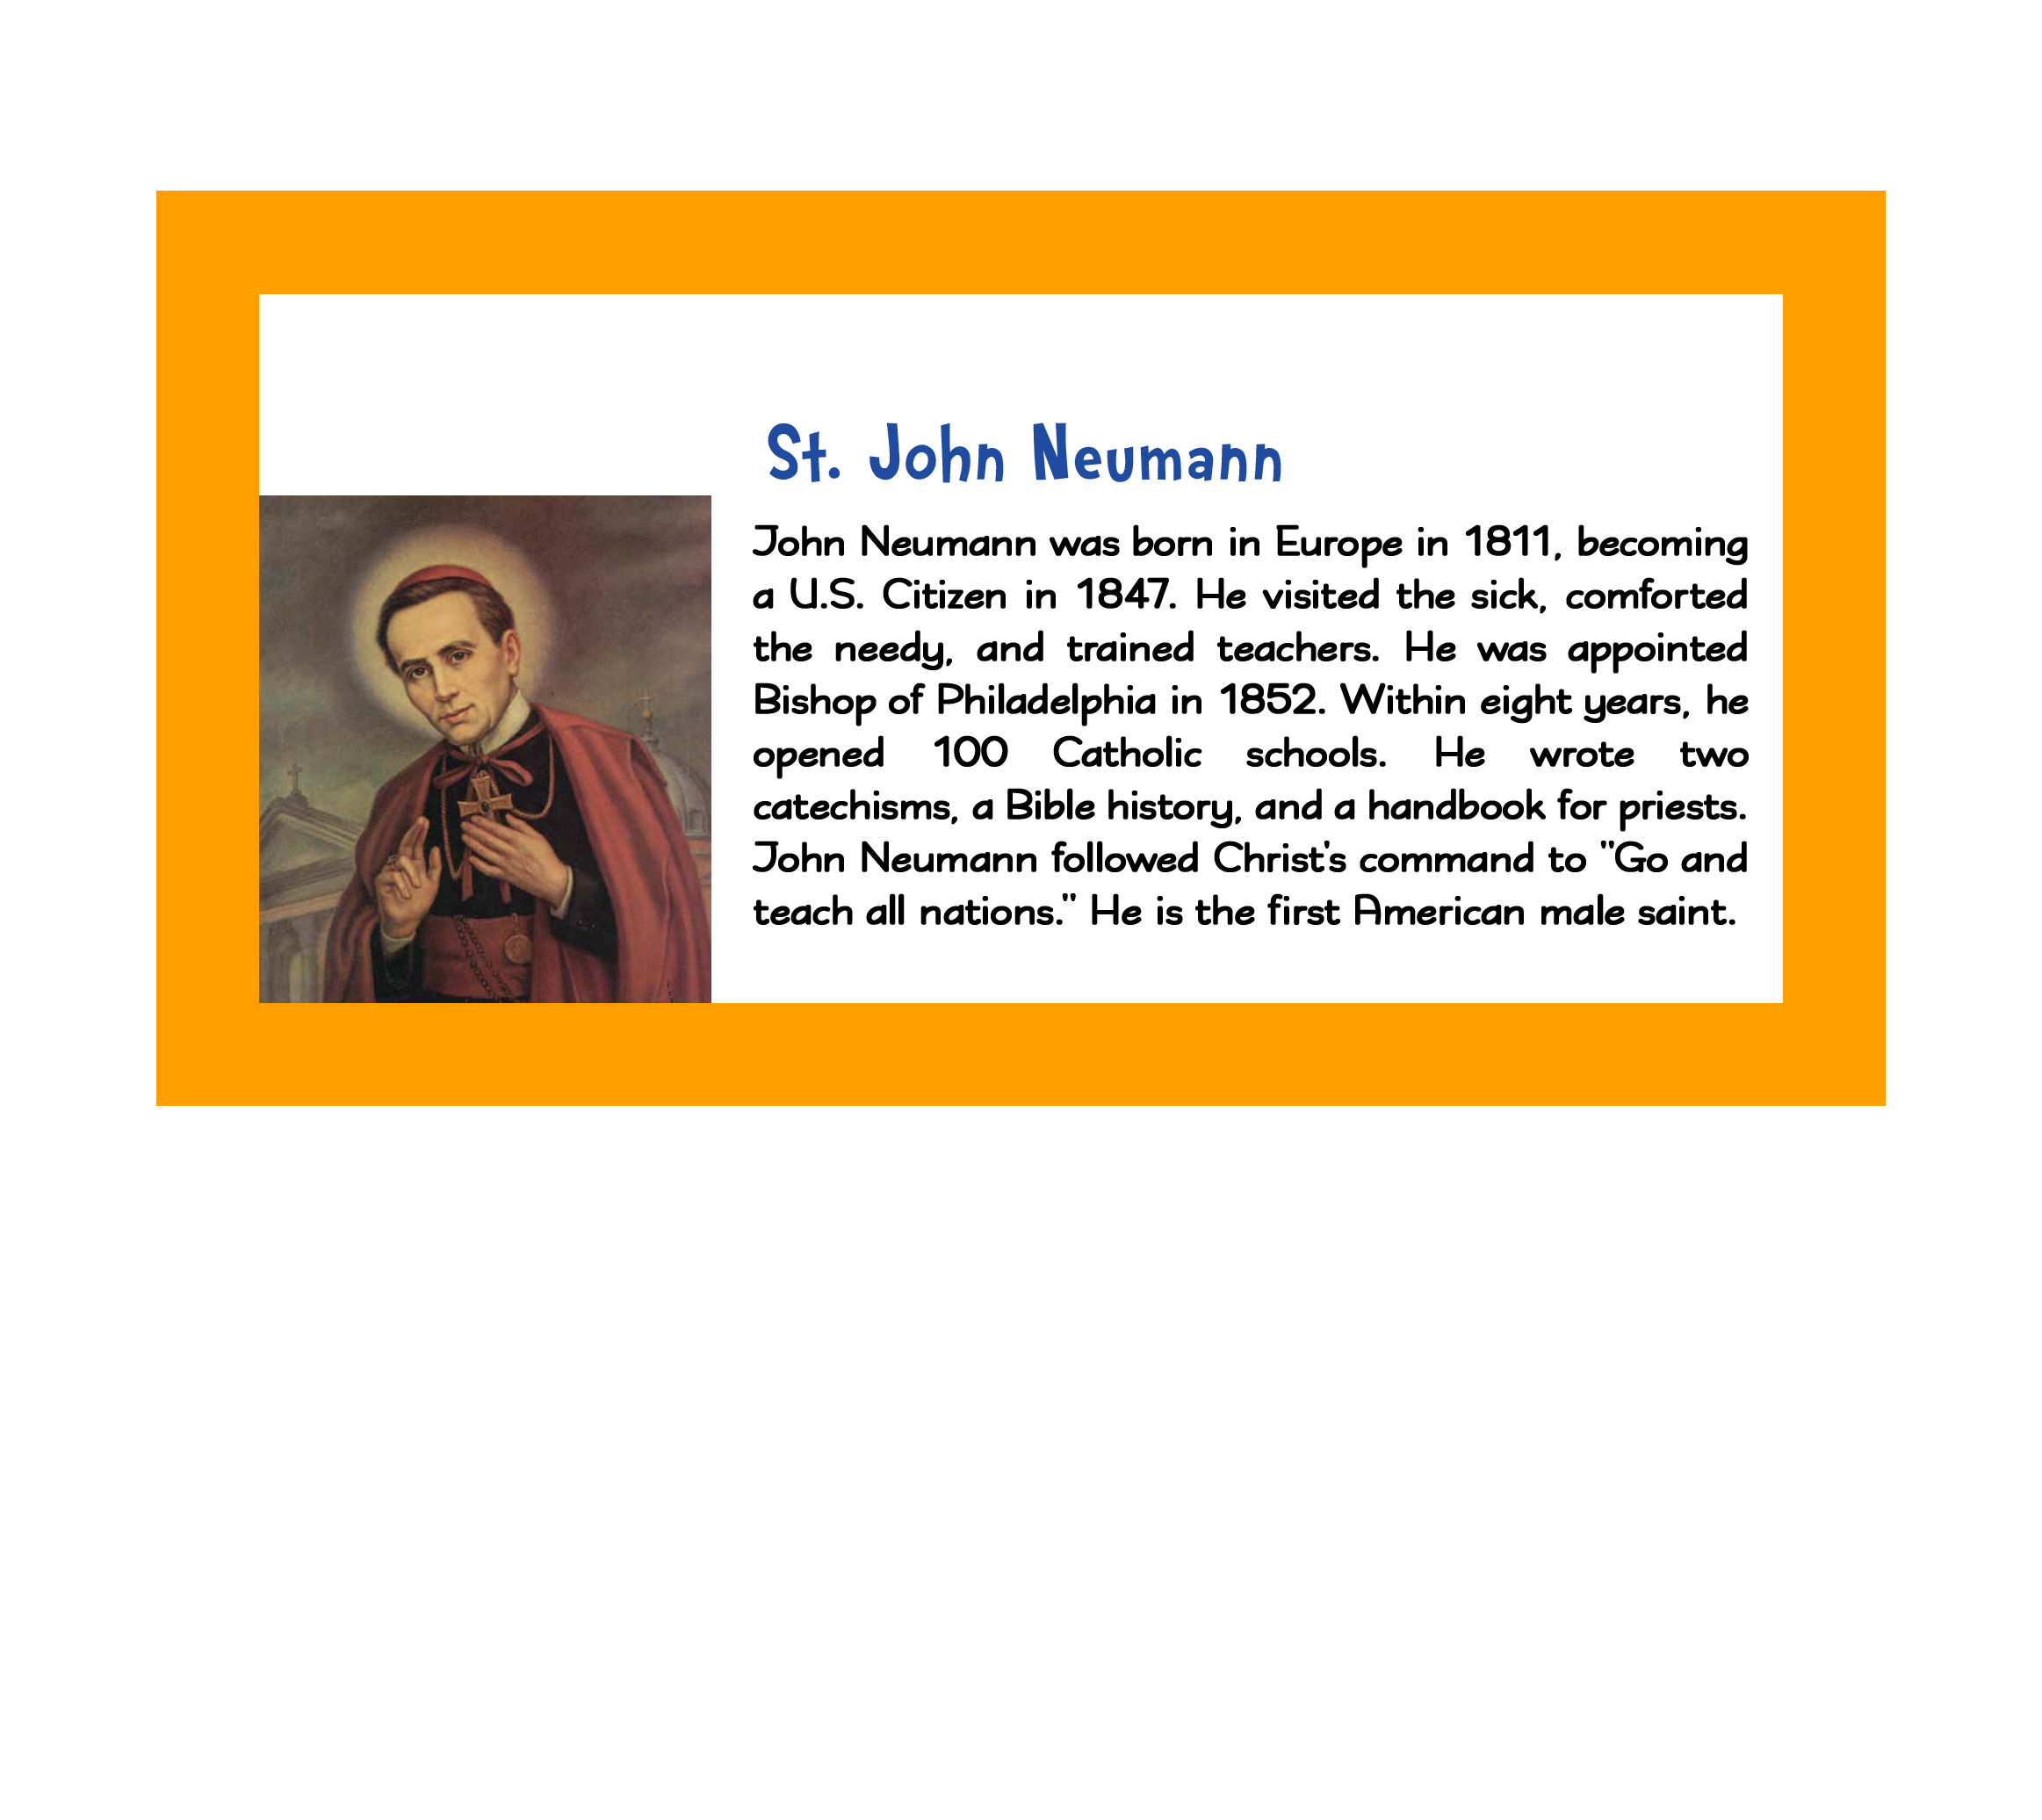 St. John Neumann
John Neumann was born in Europe in 1811, becoming
a U.S. Citizen in 1847. He visited the sick, comforted
the needy, and trained teachers. He was appointed
Bishop of Philadelphia in 1852. Within eight years, he
opened 100 Catholic schools. He wrote two
catechisms, a Bible history, and a handbook for priests.
John Neumann followed Christ's command to "Go and
teach all nations." He is the first American male saint.